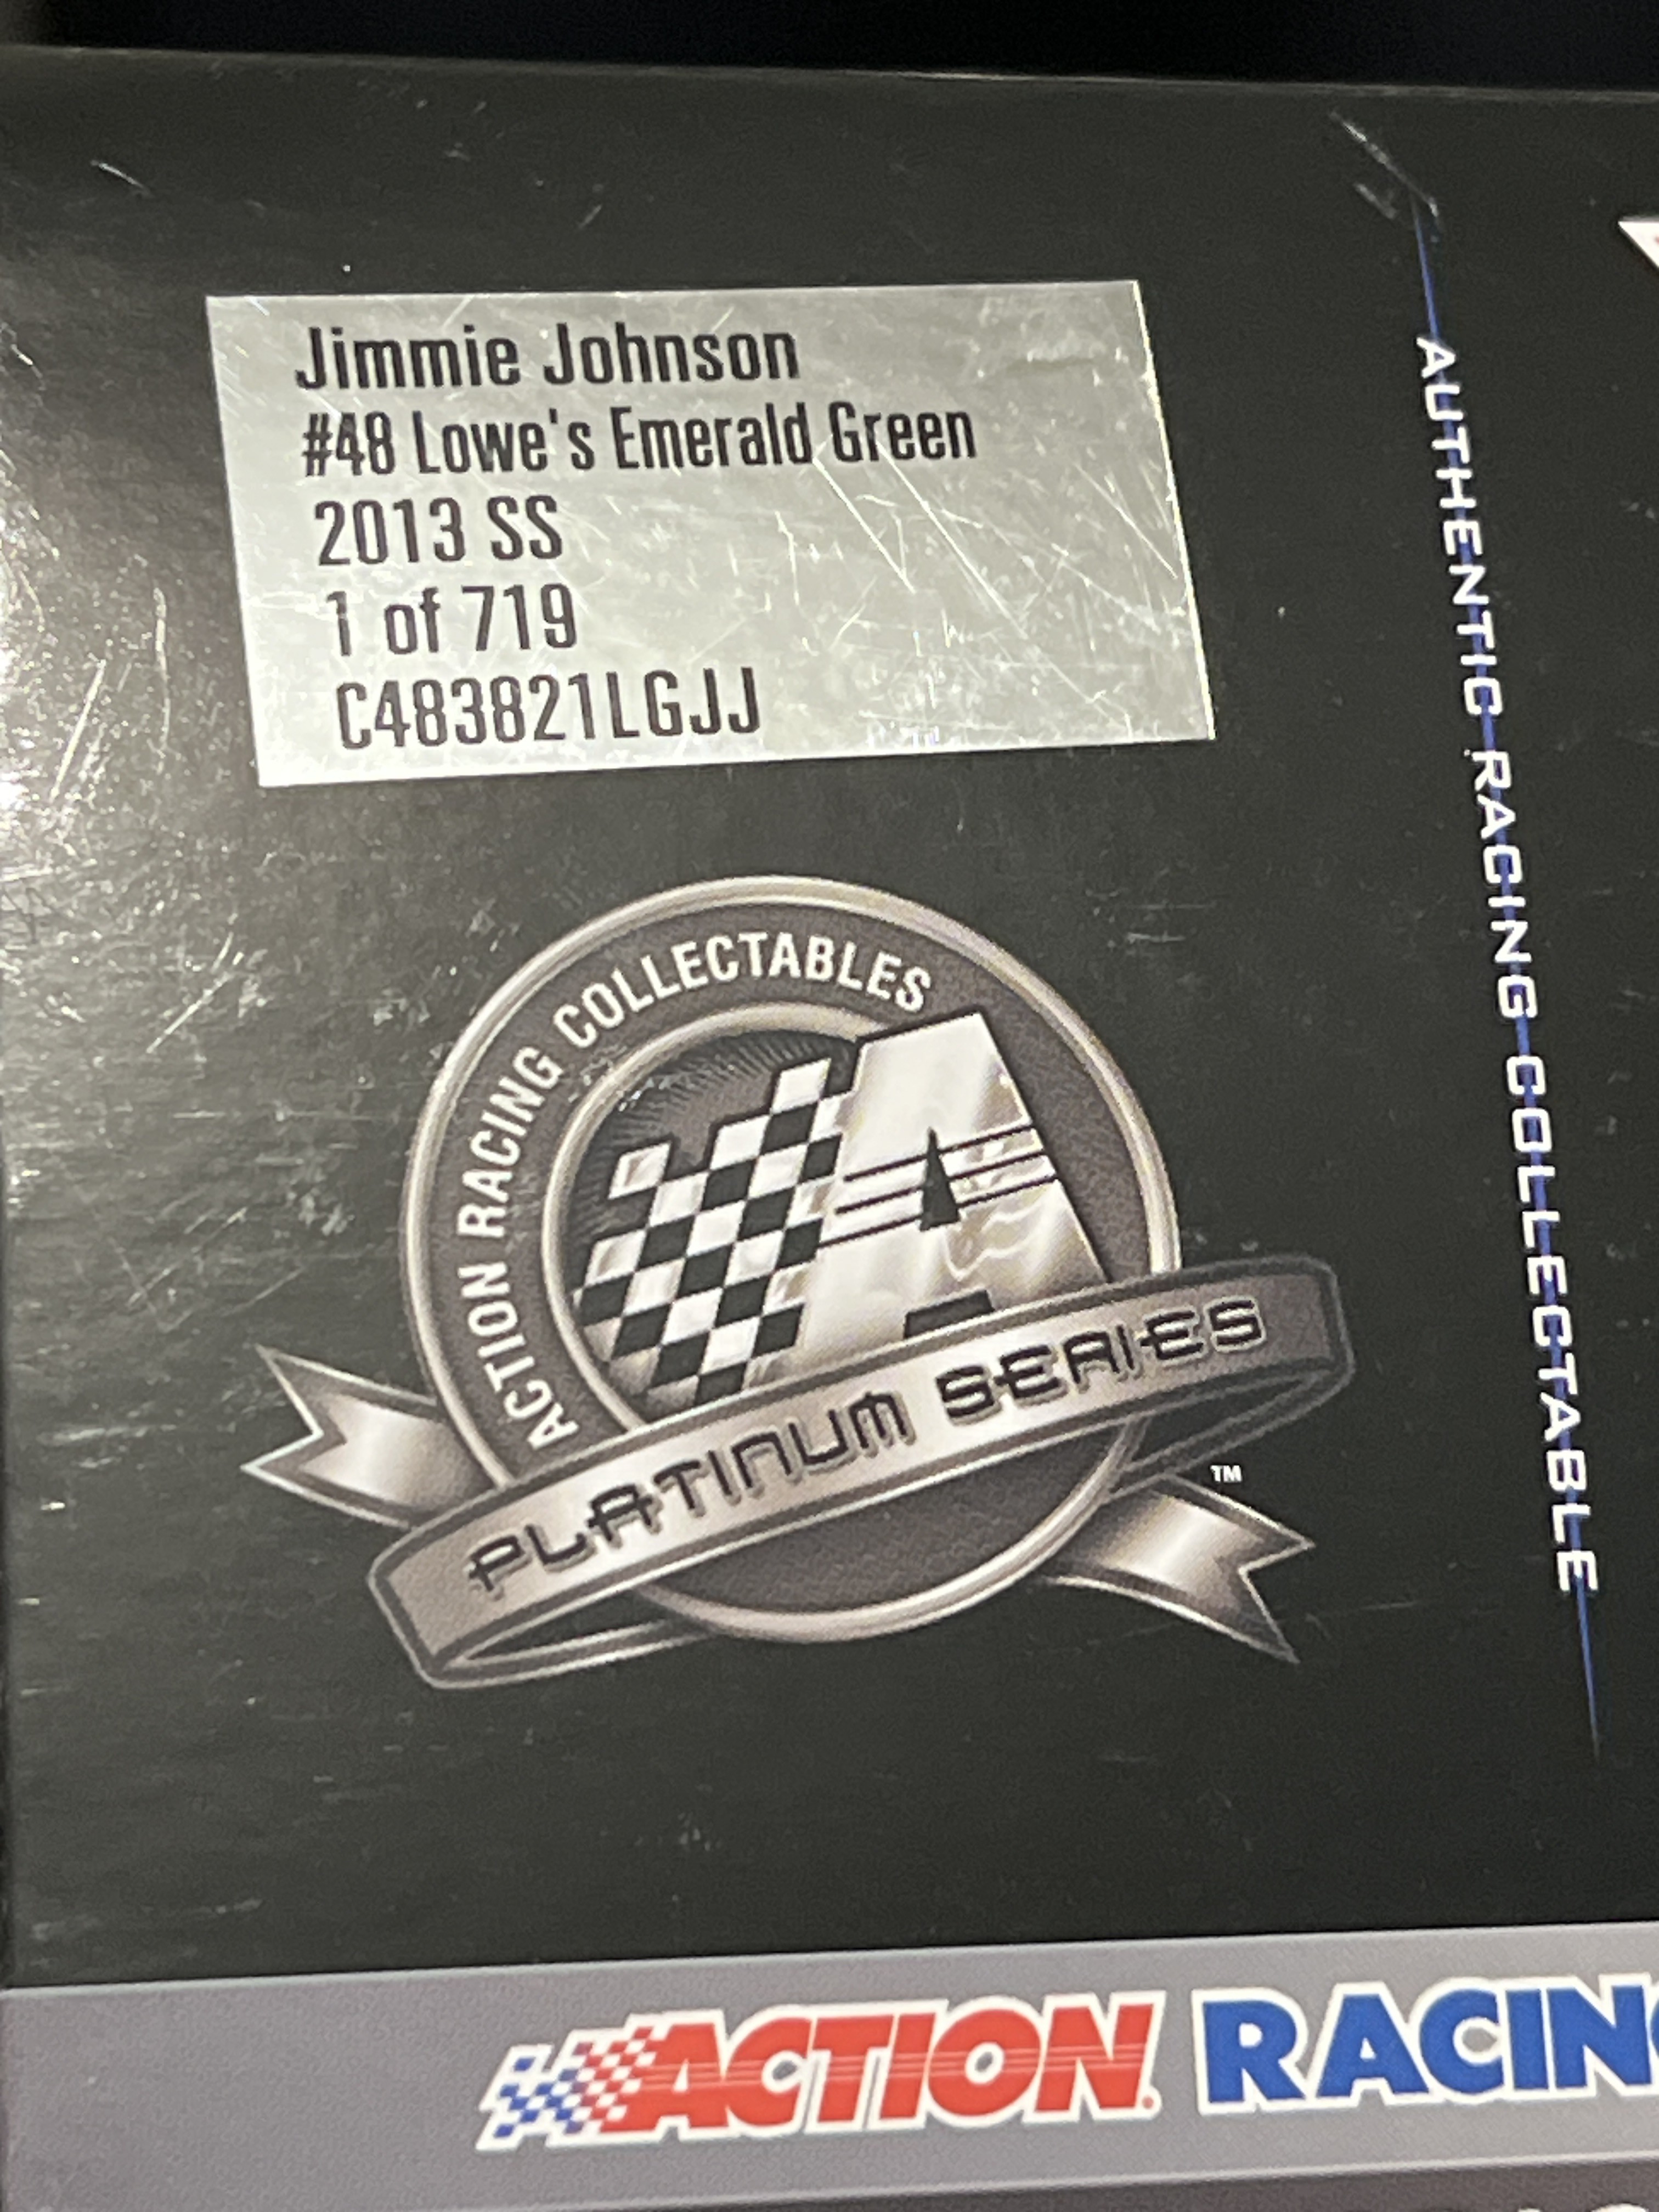 Jimmie Johnson
#48 Lowe's Emerald Green
2013 SS
1 of 719
C483821LGJJ
AUTHENTIC RACING COLLECTABLE
ACTION RACING COLLECTABLES
A
PLATINUM SERIES
TM
ACTION RACING